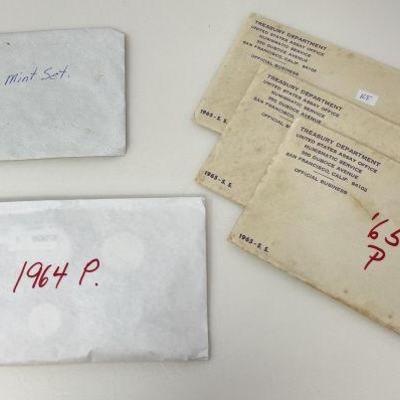 Mint Set.
TREASURY DEPARTMENT
UNITED STATES ASSAY OFFICE
NUMISMATIC SERVICE
350 DUBOCE AVENUE
SAN FRANCISCO, CALIF. 94102
OFFICIAL BUSINESS
1965-S. S.
TREASURY DEPARTMENT
UNITED STATES ASSAY OFFICE
NUMISMATIC SERVICE
350 DUBOCE AVENUE
SAN FRANCISCO, CALIF. 94102
OFFICIAL BUSINESS
1965-S. S.
TREASURY DEPARTMENT
UNITED STATES ASSAY OFFICE
NUMISMATIC SERVICE
350 DUBOCE AVENUE
SAN FRANCISCO, CALIF. 94102
OFFICIAL BUSINESS
1965-S. S.
'65
P
1964 P.